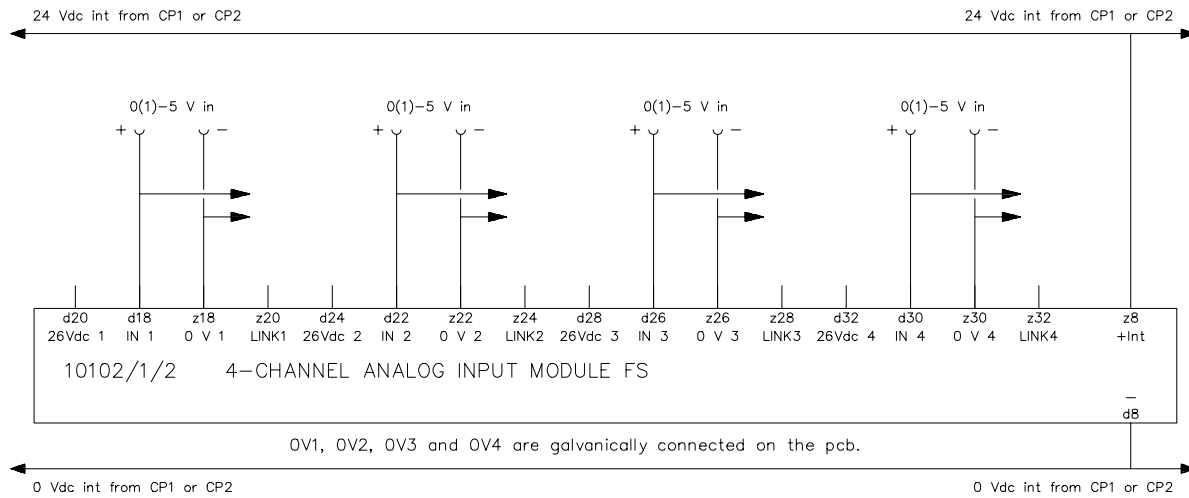 24 Vdc int from CP1 or CP2 24 Vdc int from CP1 or CP2
0(1)-5 V in 0(1)-5 V in 0(1)-5 V in 0(1)-5 V in
+ - + - + - + -
d20 d18 z18 z20 d24 d22 z22 z24 d28 d26 z26 z28 d32 d30 z30 z32 z8
26Vdc 1 IN 1 0 V 1 LINK1 26Vdc 2 IN 2 0 V 2 LINK2 26Vdc 3 IN 3 0 V 3 LINK3 26Vdc 4 IN 4 0 V 4 LINK4 +Int
10102/1/2 4-CHANNEL ANALOG INPUT MODULE FS
-
d8
0V1, 0V2, 0V3 and 0V4 are galvanically connected on the pcb.
0 Vdc int from CP1 or CP2 0 Vdc int from CP1 or CP2